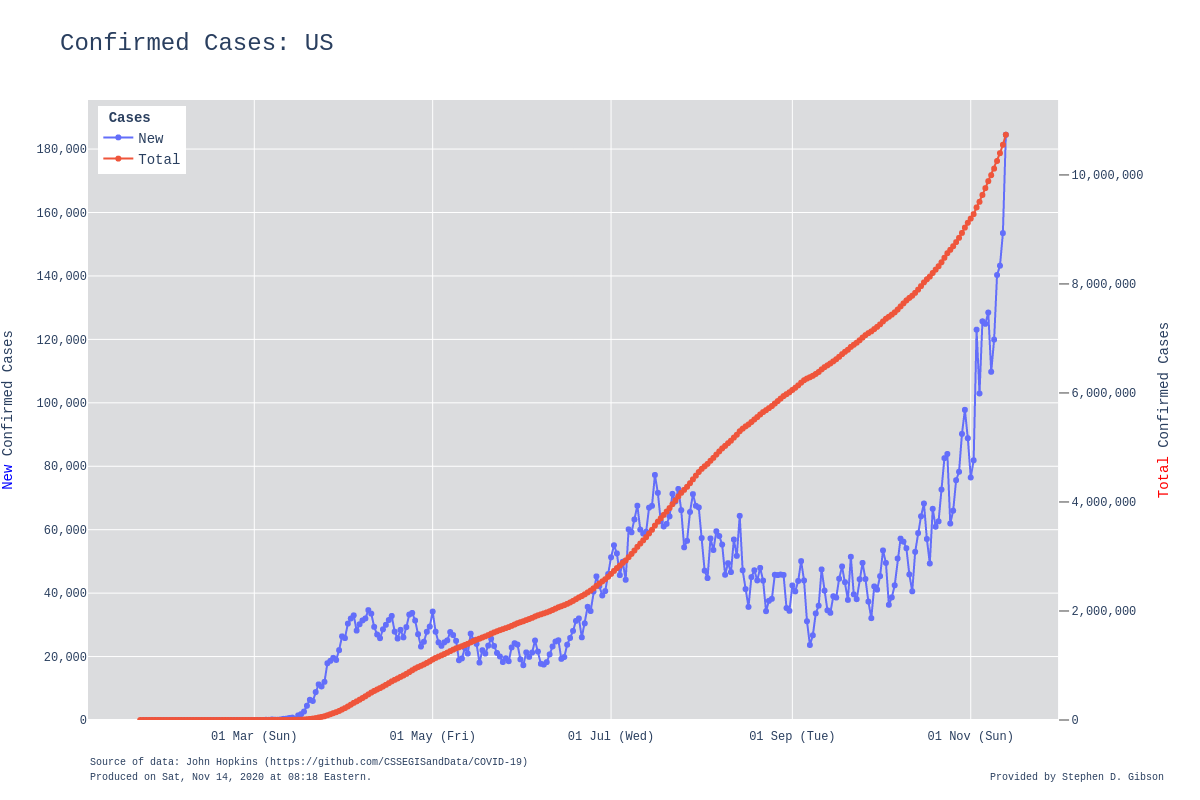 Confirmed Cases: US
Cases
New
Total
180,000
160,000
140,000
120,000
100,000
80,000
60,000
40,000
20,000
0
New Confirmed Cases
10,000,000
8,000,000
6,000,000
4,000,000
2,000,000
0
Total Confirmed Cases
01 Mar (Sun)
01 May (Fri)
01 Jul (Wed)
01 Sep (Tue)
01 Nov (Sun)
Source of data: John Hopkins (https://github.com/CSSEGISandData/COVID-19)
Produced on Sat, Nov 14, 2020 at 08:18 Eastern.
Provided by Stephen D. Gibson